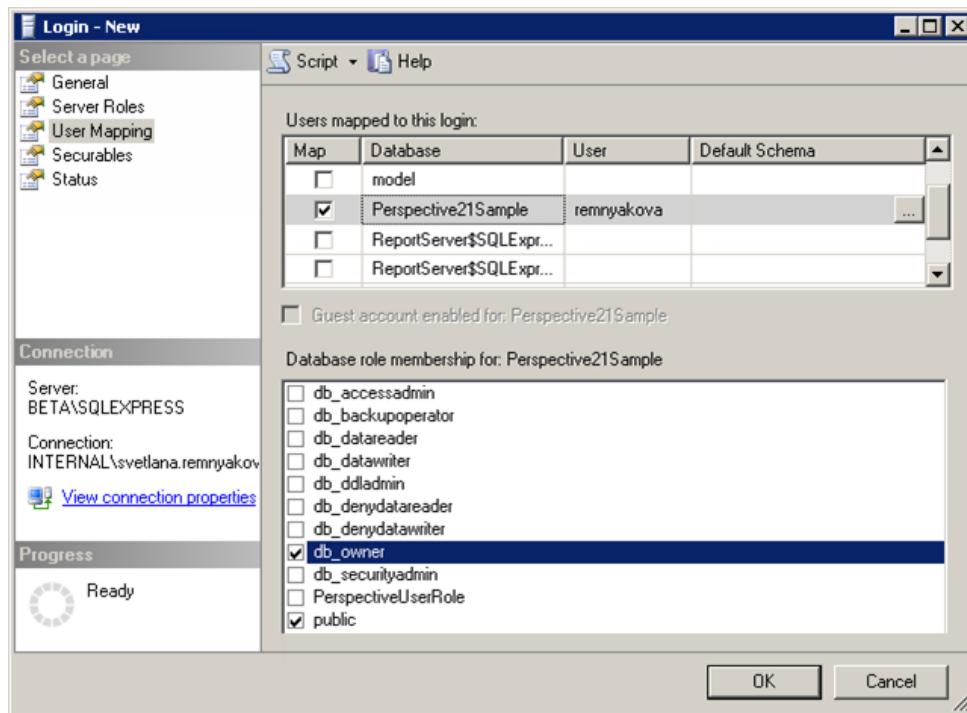 Login - New
Select a page
General
Server Roles
User Mapping
Securables
Status
Script Help
Users mapped to this login:
Map Database User Default Schema
model
Perspective21Sample remnyakova ...
ReportServer$SQLExpr...
ReportServer$SQLExpr...
Guest account enabled for: Perspective21Sample
Database role membership for: Perspective21Sample
db_accessadmin
db_backupoperator
db_datareader
db_datawriter
db_ddladmin
db_denydatareader
db_denydatawriter
db_owner
db_securityadmin
PerspectiveUserRole
public
Connection
Server:
BETA\SQLEXPRESS
Connection:
INTERNAL\svetlana.remnyakov
View connection properties
Progress
Ready
OK Cancel